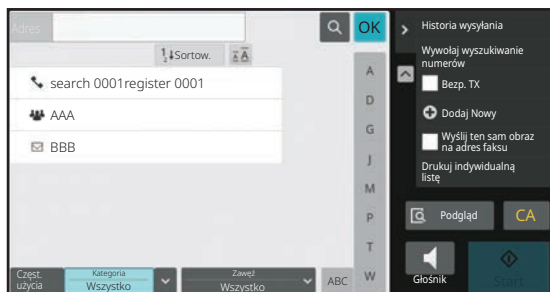 Adres
OK
1 2 Sortow.
A A
search 0001register 0001
AAA
BBB
A
D
G
J
M
P
T
W
Częst.
użycia
Kategoria
Wszystko
Zawęź
Wszystko
ABC
Historia wysyłania
Wywołaj wyszukiwanie
numerów
Bezp. TX
Dodaj Nowy
Wyślij ten sam obraz
na adres faksu
Drukuj indywidualną
listę
Podgląd
CA
Głośnik
Start